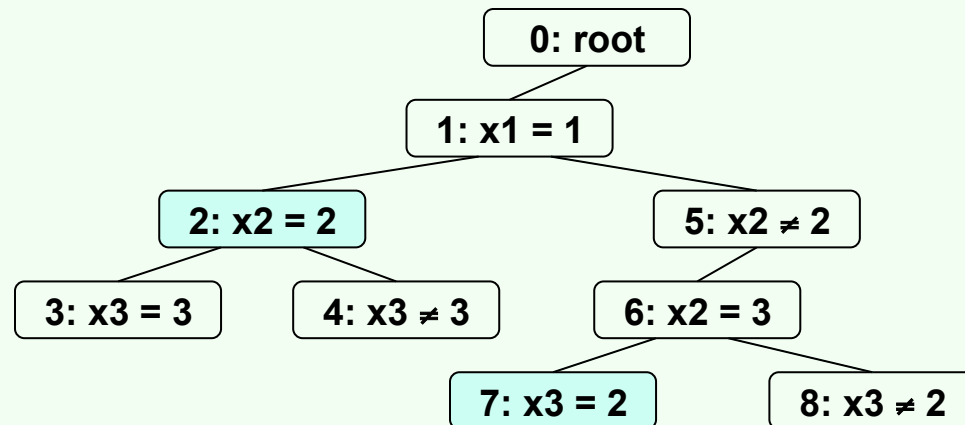 0: root
1: x1 = 1
2: x2 = 2
5: x2 ≠ 2
3: x3 = 3
4: x3 ≠ 3
6: x2 = 3
7: x3 = 2
8: x3 ≠ 2